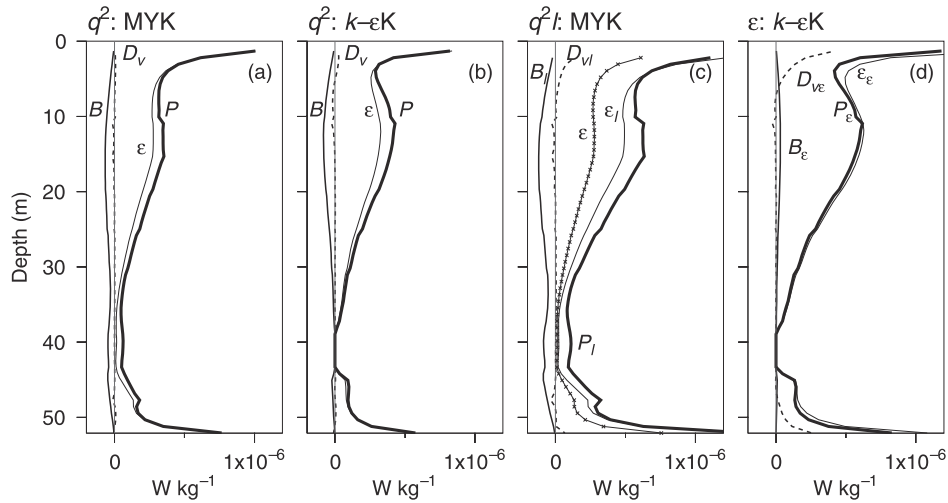 q²: MYK
q²: k–εK
q²l: MYK
ε: k–εK
0
10
20
30
40
50
Depth (m)
D_v
(a)
B
P
ε
D_v
(b)
B
ε
P
B_l
D_vl
(c)
ε
ε_l
P_l
D_vε
ε_ε
(d)
P_ε
B_ε
0
1x10⁻⁶
0
1x10⁻⁶
0
1x10⁻⁶
0
1x10⁻⁶
W kg⁻¹
W kg⁻¹
W kg⁻¹
W kg⁻¹